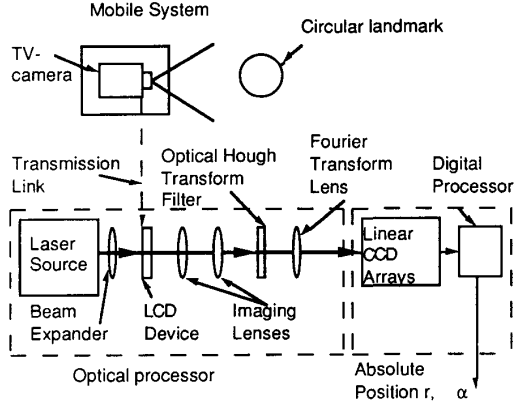 Mobile System
TV-
camera
Circular landmark
Transmission
Link
Optical Hough
Transform
Filter
Fourier
Transform
Lens
Digital
Processor
Laser
Source
Linear
CCD
Arrays
Beam
Expander
LCD
Device
Imaging
Lenses
Optical processor
Absolute
Position r, α